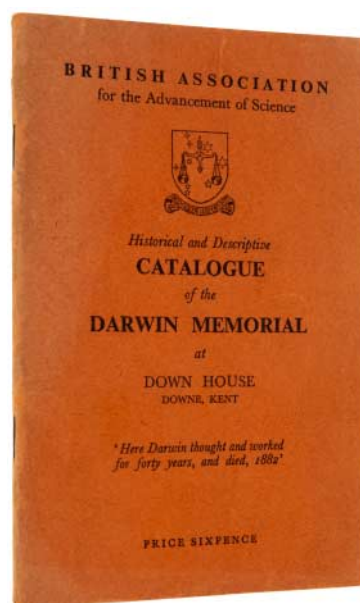 BRITISH ASSOCIATION
for the Advancement of Science
Historical and Descriptive
CATALOGUE
of the
DARWIN MEMORIAL
at
DOWN HOUSE
DOWNE, KENT
‘Here Darwin thought and worked
for forty years, and died, 1882’
PRICE SIXPENCE